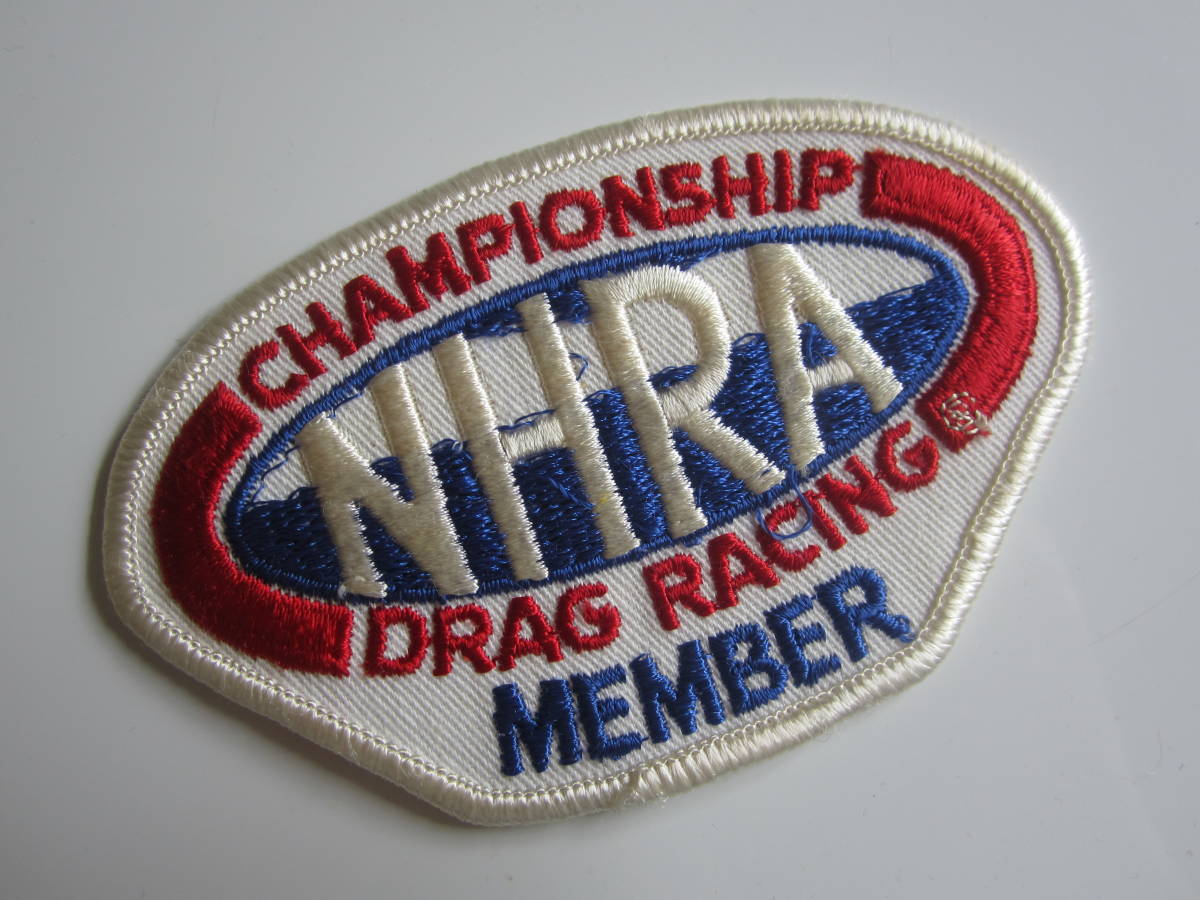 CHAMPIONSHIP
NHRA
DRAG RACING
MEMBER